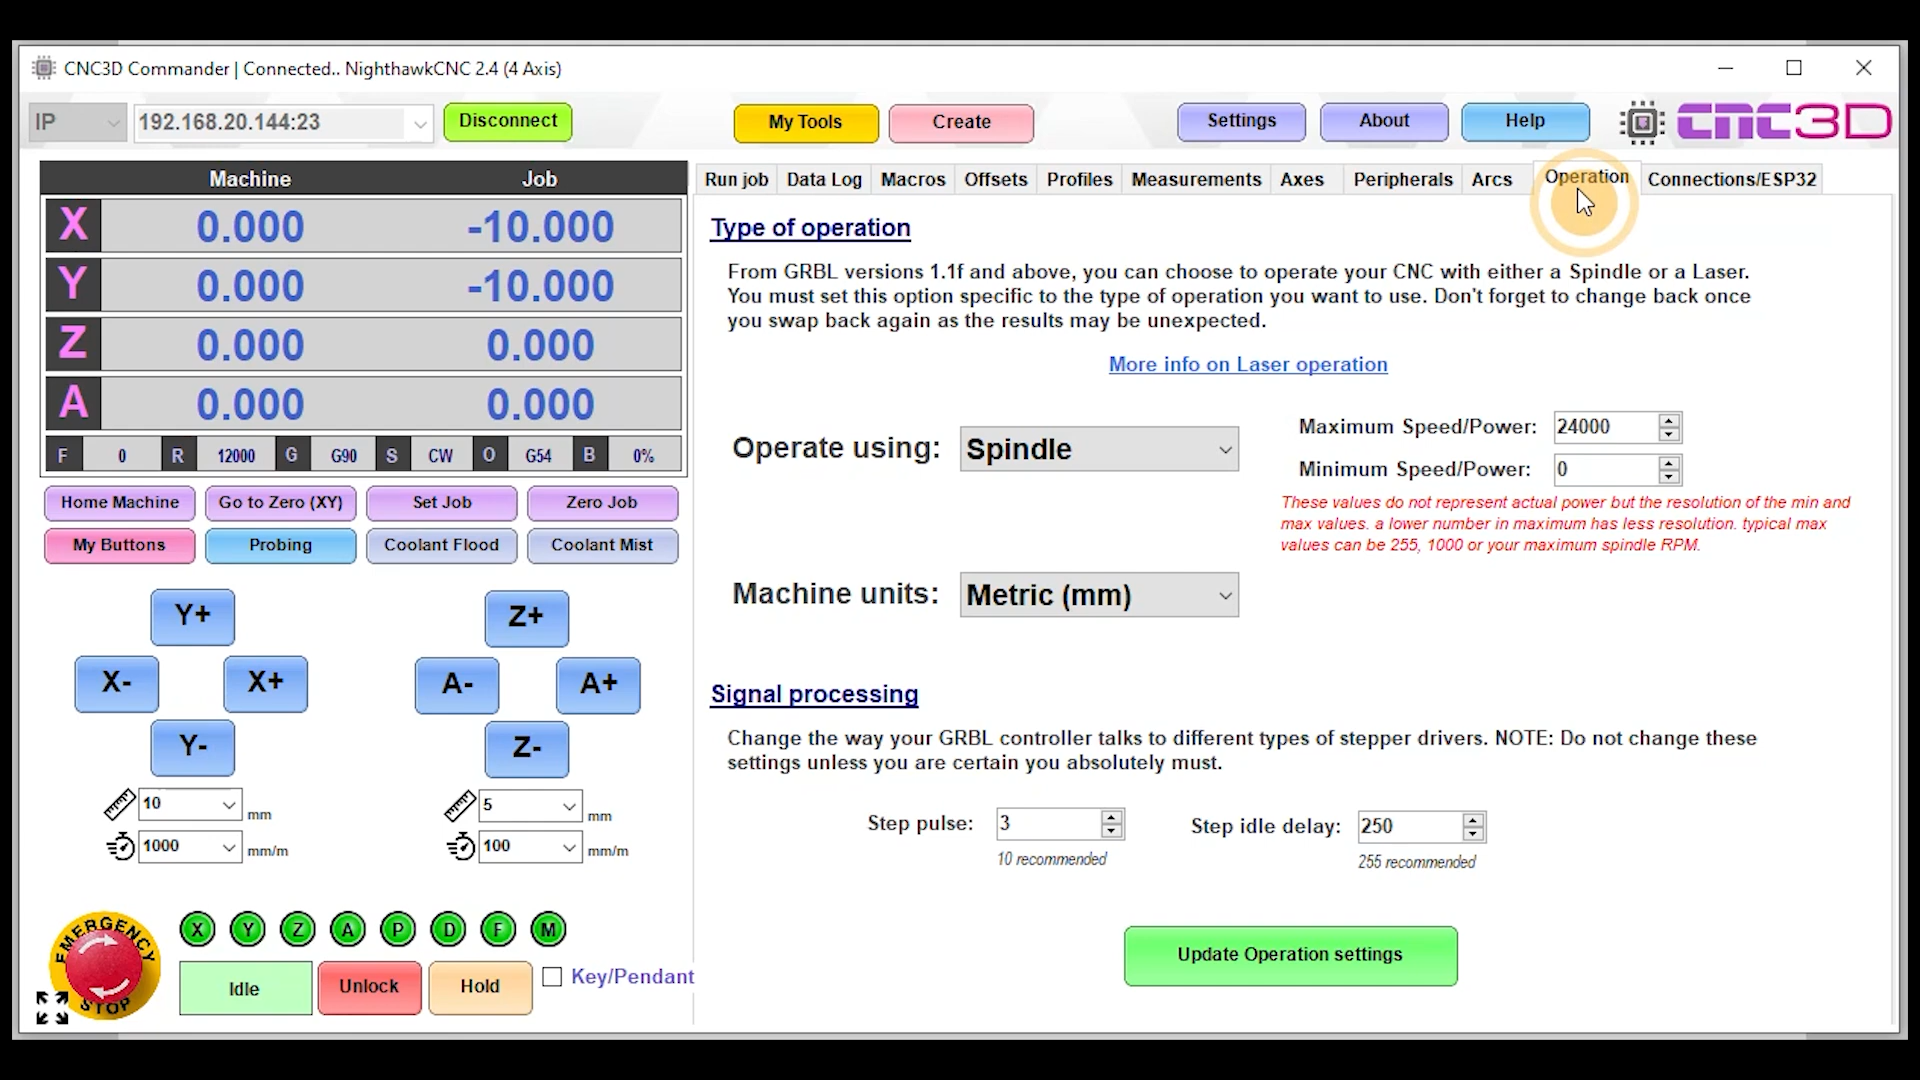 CNC3D Commander | Connected.. NighthawkCNC 2.4 (4 Axis)
IP
192.168.20.144:23
Disconnect
My Tools
Create
Settings
About
Help
CNC3D
Machine
Job
X
0.000
-10.000
Y
0.000
-10.000
Z
0.000
0.000
A
0.000
0.000
F
0
R
12000
G
G90
S
CW
O
G54
B
0%
Home Machine
Go to Zero (XY)
Set Job
Zero Job
My Buttons
Probing
Coolant Flood
Coolant Mist
Y+
X-
X+
Y-
Z+
A-
A+
Z-
10
mm
1000
mm/m
5
mm
100
mm/m
EMERGENCY
STOP
X
Y
Z
A
P
D
F
M
Idle
Unlock
Hold
Key/Pendant
Run job
Data Log
Macros
Offsets
Profiles
Measurements
Axes
Peripherals
Arcs
Operation
Connections/ESP32
Type of operation
From GRBL versions 1.1f and above, you can choose to operate your CNC with either a Spindle or a Laser.
You must set this option specific to the type of operation you want to use. Don't forget to change back once
you swap back again as the results may be unexpected.
More info on Laser operation
Operate using:
Spindle
Maximum Speed/Power:
24000
Minimum Speed/Power:
0
These values do not represent actual power but the resolution of the min and
max values. a lower number in maximum has less resolution. typical max
values can be 255, 1000 or your maximum spindle RPM.
Machine units:
Metric (mm)
Signal processing
Change the way your GRBL controller talks to different types of stepper drivers. NOTE: Do not change these
settings unless you are certain you absolutely must.
Step pulse:
3
10 recommended
Step idle delay:
250
255 recommended
Update Operation settings